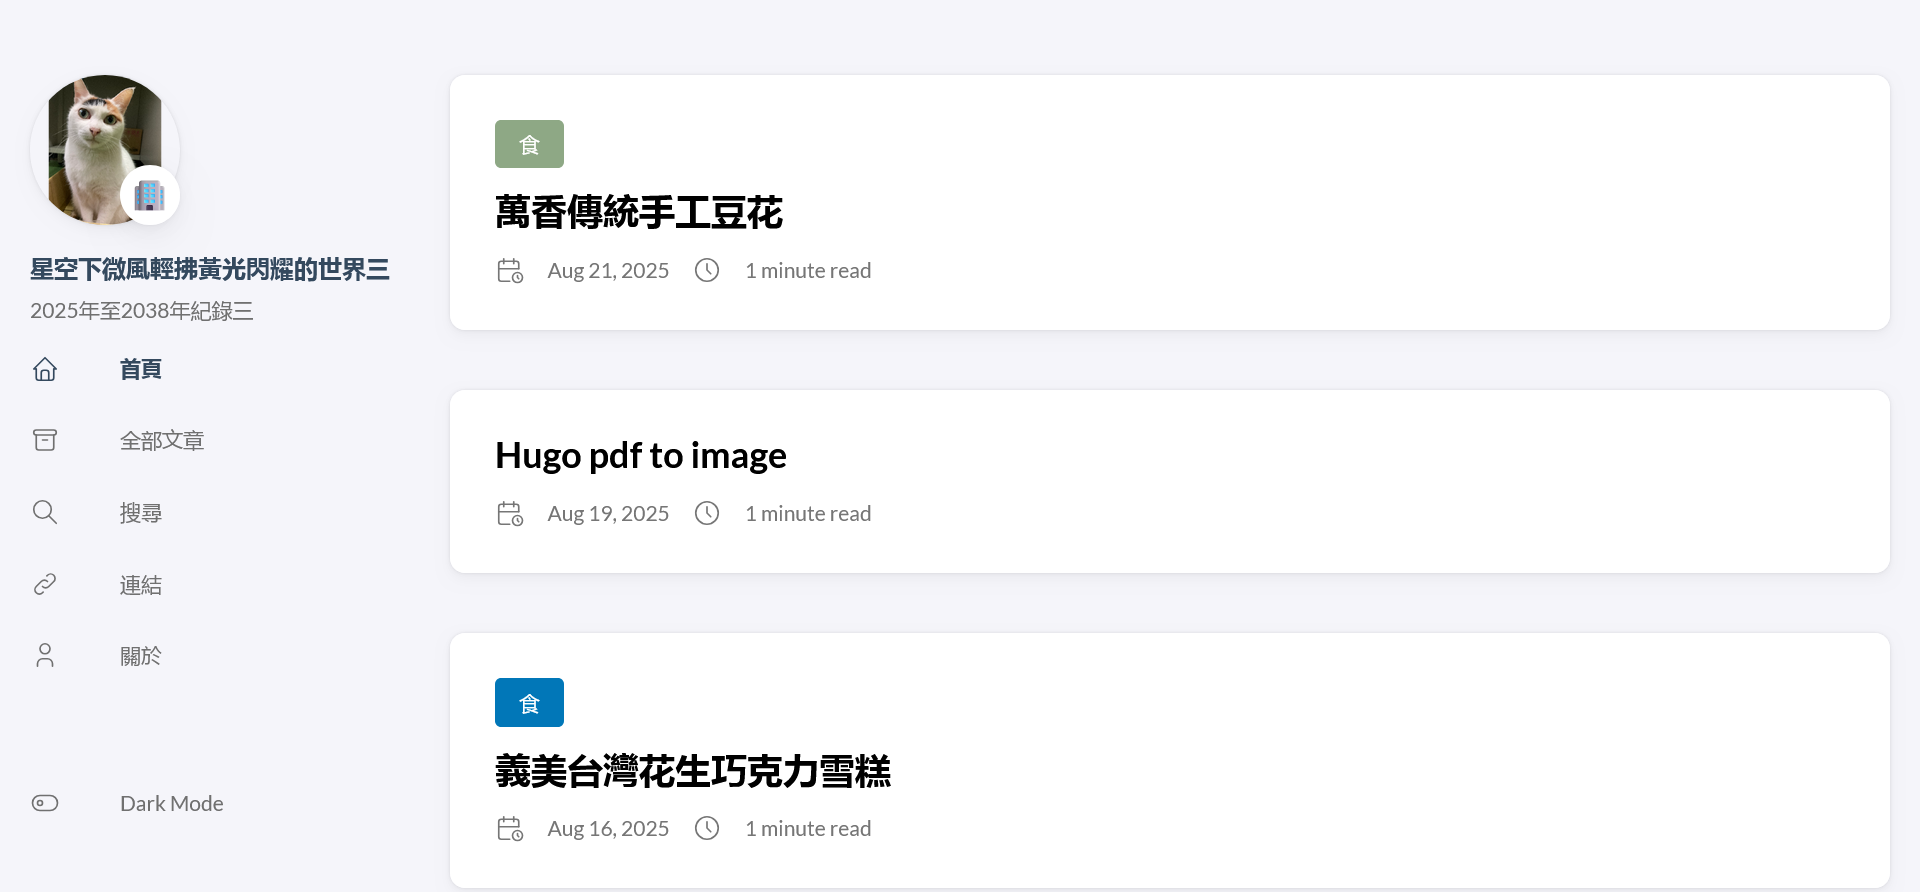 星空下微風輕拂黃光閃耀的世界三
2025年至2038年紀錄三
首頁
全部文章
搜尋
連結
關於
Dark Mode
食
萬香傳統手工豆花
Aug 21, 2025
1 minute read
Hugo pdf to image
Aug 19, 2025
1 minute read
食
義美台灣花生巧克力雪糕
Aug 16, 2025
1 minute read